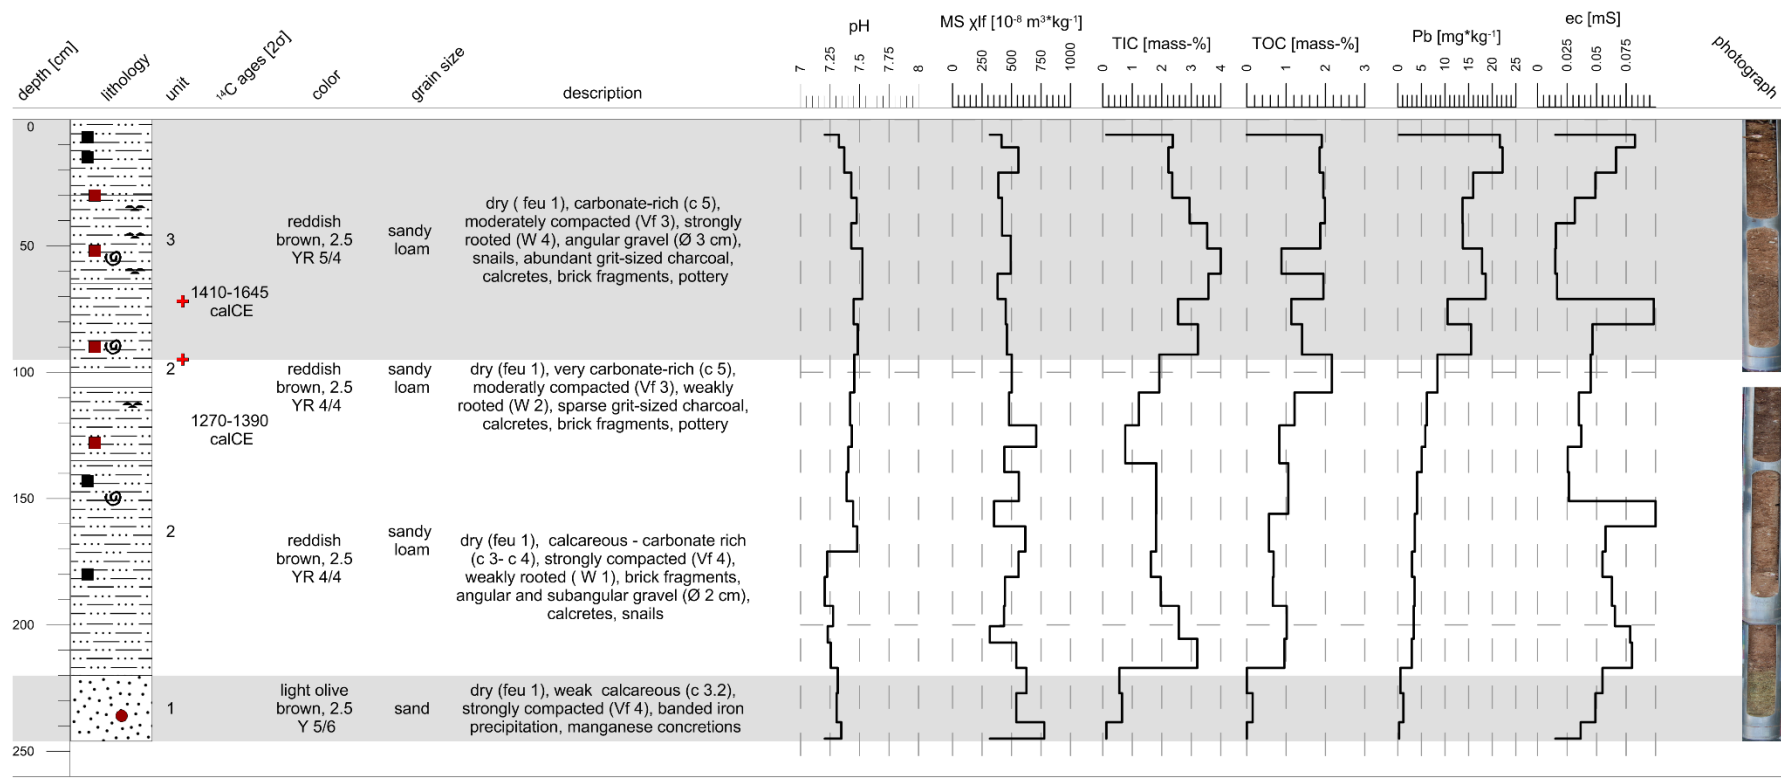 depth [cm]
lithology
unit
¹⁴C ages [2σ]
color
grain size
description
pH
MS χlf [10⁻⁸ m³*kg⁻¹]
TIC [mass-%]
TOC [mass-%]
Pb [mg*kg⁻¹]
ec [mS]
photograph
7 7.25 7.5 7.75 8
0 250 500 750 1000
0 1 2 3 4
0 1 2 3
0 5 10 15 20 25
0 0.025 0.05 0.075
0
50
100
150
200
250
3
1410-1645
calCE
reddish
brown, 2.5
YR 5/4
sandy
loam
dry ( feu 1), carbonate-rich (c 5),
moderately compacted (Vf 3), strongly
rooted (W 4), angular gravel (Ø 3 cm),
snails, abundant grit-sized charcoal,
calcretes, brick fragments, pottery
2
1270-1390
calCE
reddish
brown, 2.5
YR 4/4
sandy
loam
dry (feu 1), very carbonate-rich (c 5),
moderatly compacted (Vf 3), weakly
rooted (W 2), sparse grit-sized charcoal,
calcretes, brick fragments, pottery
2
reddish
brown, 2.5
YR 4/4
sandy
loam
dry (feu 1), calcareous - carbonate rich
(c 3- c 4), strongly compacted (Vf 4),
weakly rooted ( W 1), brick fragments,
angular and subangular gravel (Ø 2 cm),
calcretes, snails
1
light olive
brown, 2.5
Y 5/6
sand
dry (feu 1), weak calcareous (c 3.2),
strongly compacted (Vf 4), banded iron
precipitation, manganese concretions